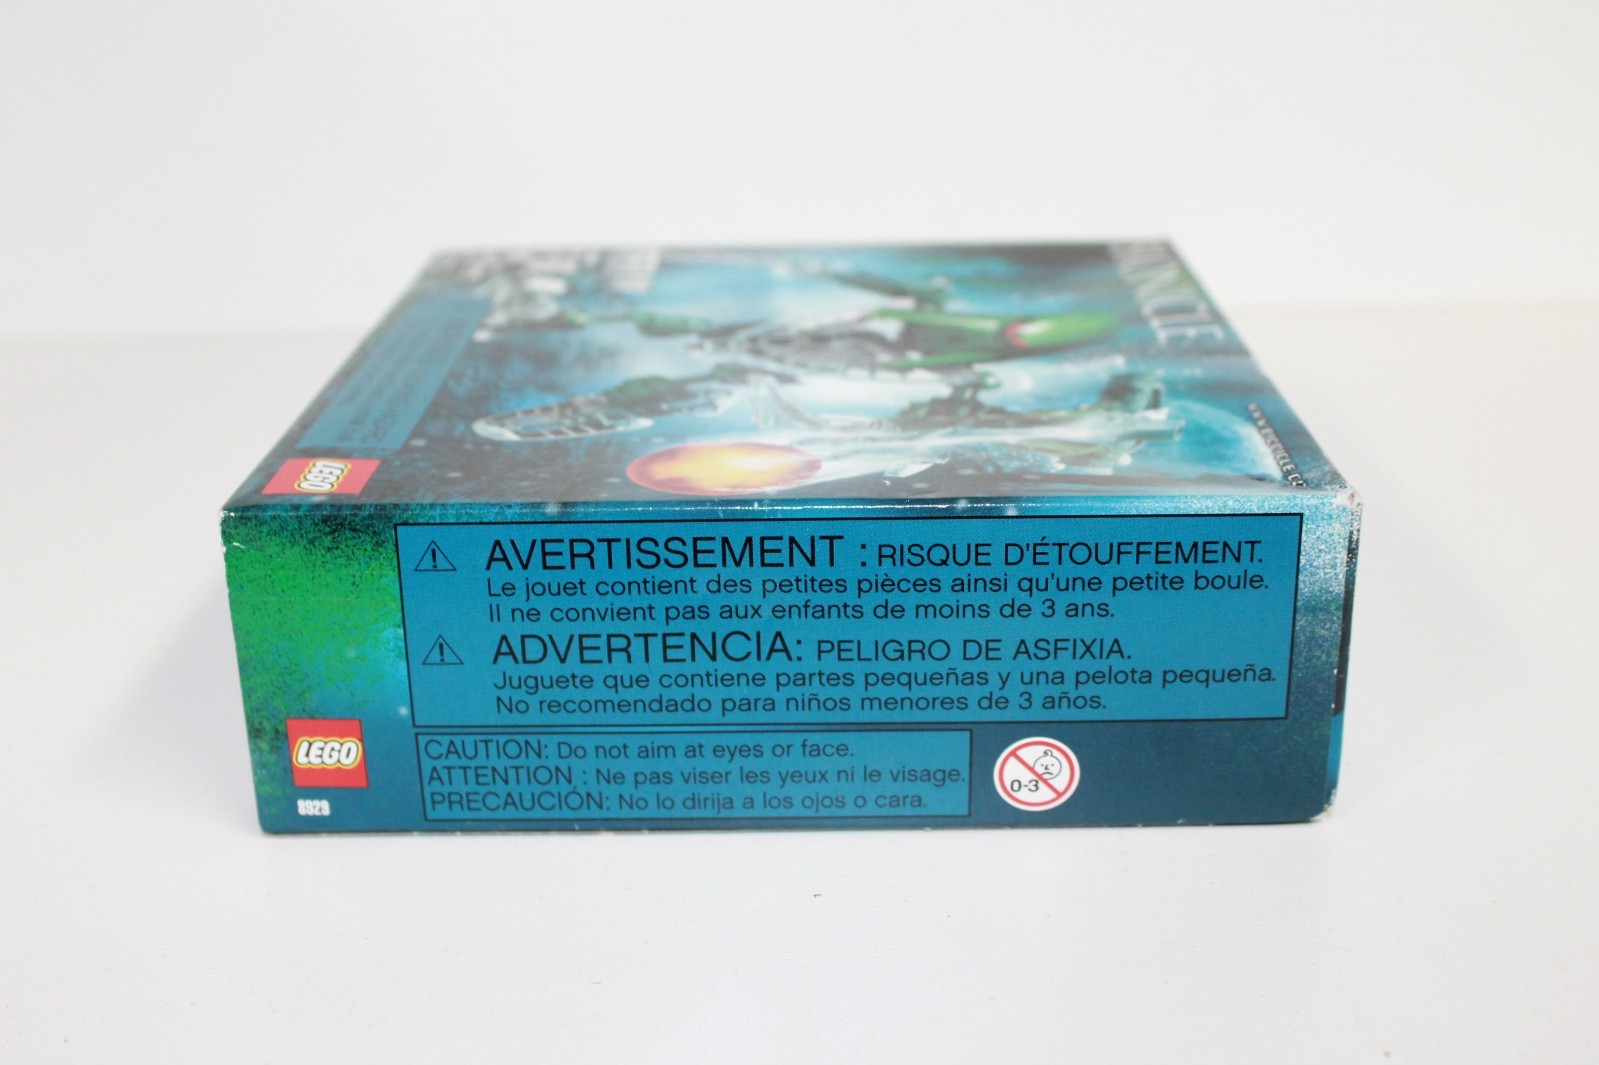 BIONICLE
LEGO
AVERTISSEMENT : RISQUE D'ÉTOUFFEMENT.
Le jouet contient des petites pièces ainsi qu'une petite boule.
Il ne convient pas aux enfants de moins de 3 ans.
ADVERTENCIA: PELIGRO DE ASFIXIA.
Juguete que contiene partes pequeñas y una pelota pequeña.
No recomendado para niños menores de 3 años.
LEGO
8929
CAUTION: Do not aim at eyes or face.
ATTENTION : Ne pas viser les yeux ni le visage.
PRECAUCIÓN: No lo dirija a los ojos o cara.
0-3